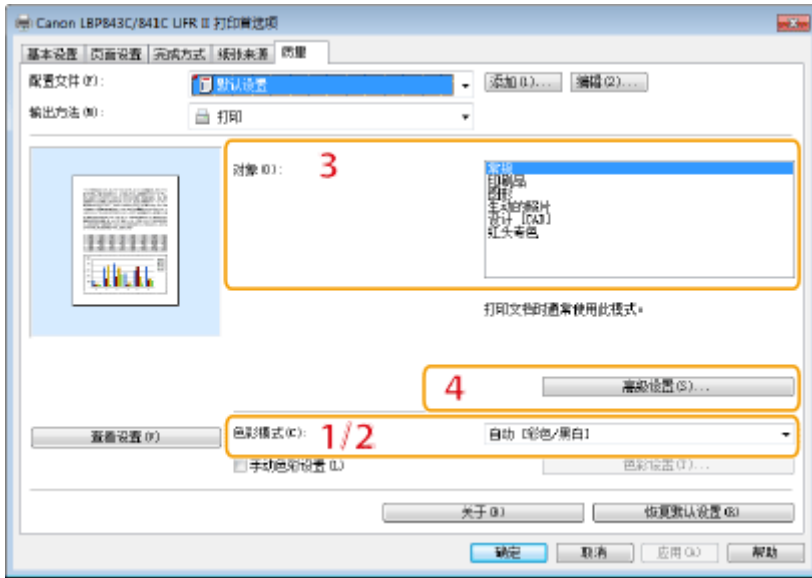 Canon LBP843C/841C UFR II 打印首选项
基本设置 页面设置 完成方式 纸张来源 质量
配置文件(F): 默认设置 添加(1)... 编辑(2)...
输出方法(M): 打印
对象(O): 3 常规
印刷品
图形
生动的照片
设计 [CAD]
红头着色
打印文档时通常使用此模式。
4 高级设置(S)...
查看设置(V) 色彩模式(C): 1/2 自动 [彩色/黑白]
手动色彩设置(L) 色彩设置(T)...
关于(B) 恢复默认设置(R)
确定 取消 应用(A) 帮助